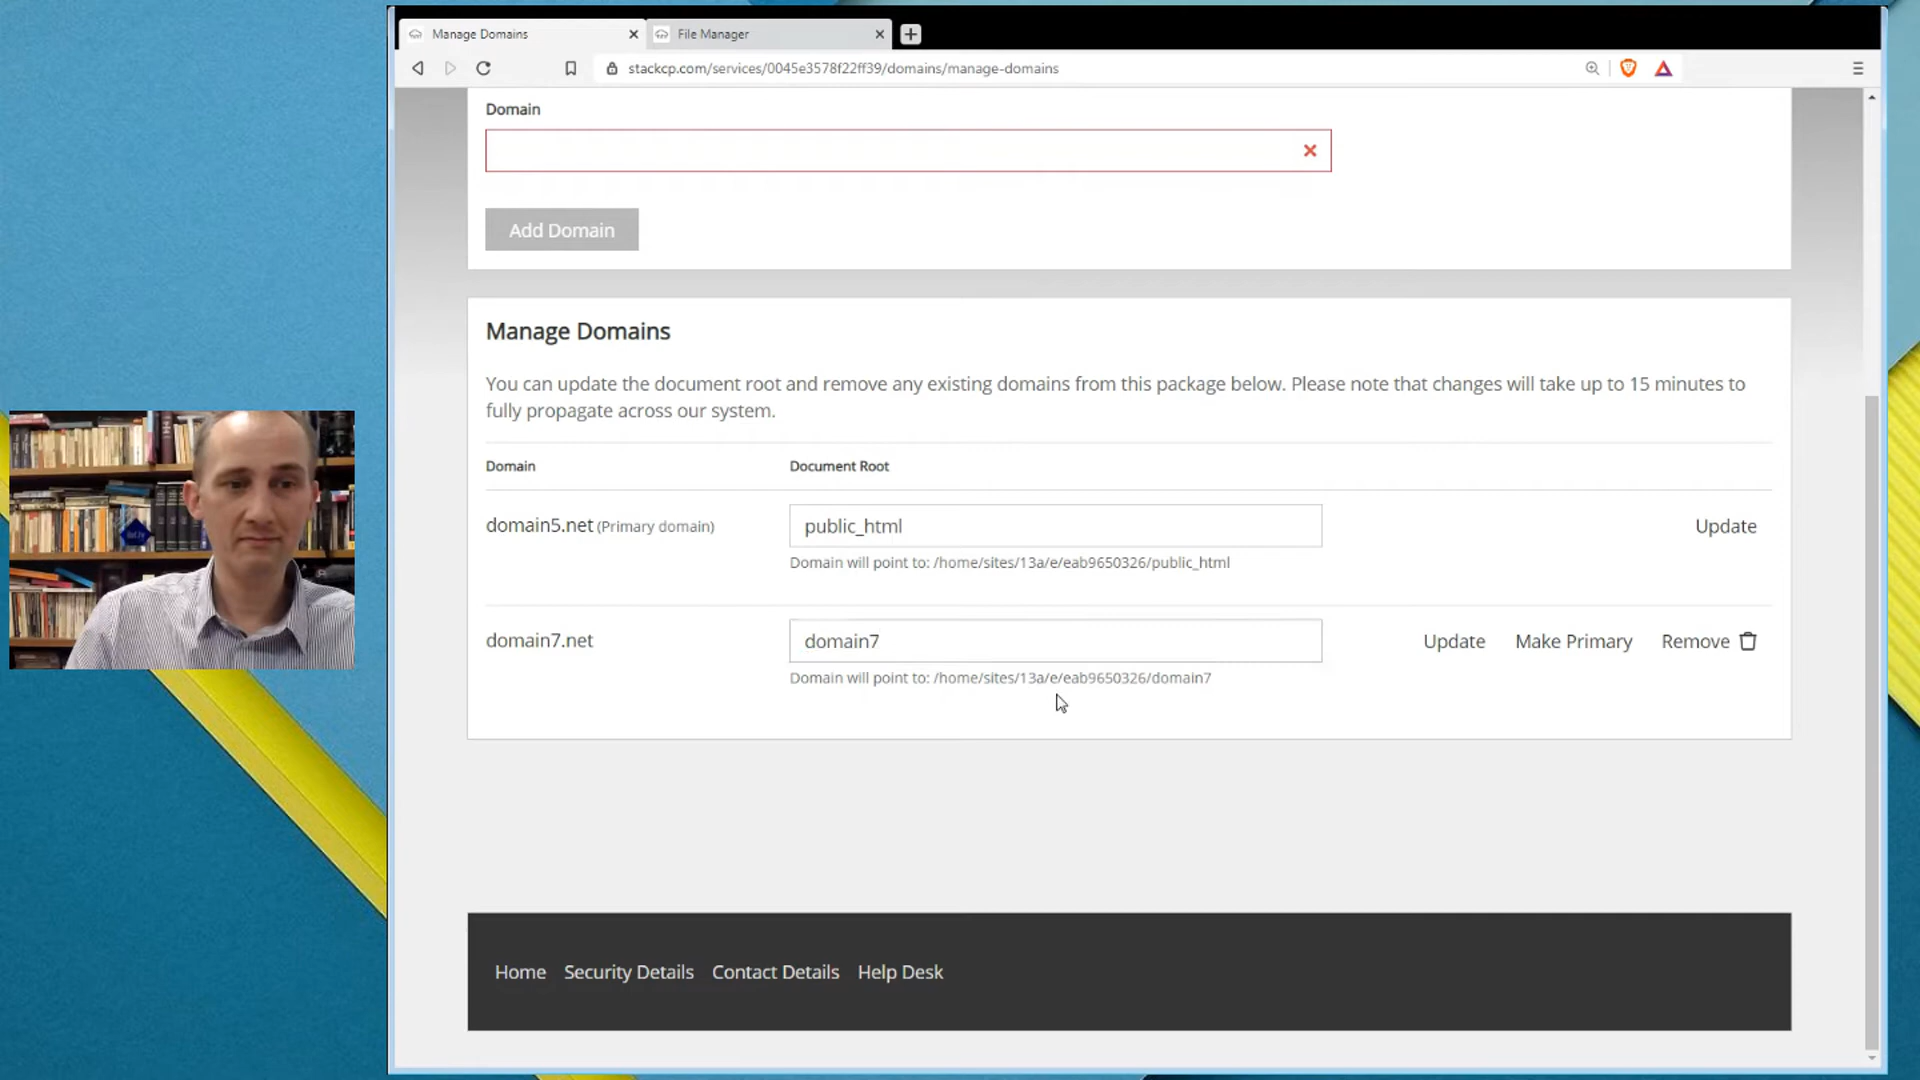 Manage Domains
File Manager
stackcp.com/services/0045e3578f22ff39/domains/manage-domains
Domain
Add Domain
Manage Domains
You can update the document root and remove any existing domains from this package below. Please note that changes will take up to 15 minutes to
fully propagate across our system.
Domain Document Root
domain5.net (Primary domain) public_html Update
Domain will point to: /home/sites/13a/e/eab9650326/public_html
domain7.net domain7 Update Make Primary Remove
Domain will point to: /home/sites/13a/e/eab9650326/domain7
Home Security Details Contact Details Help Desk